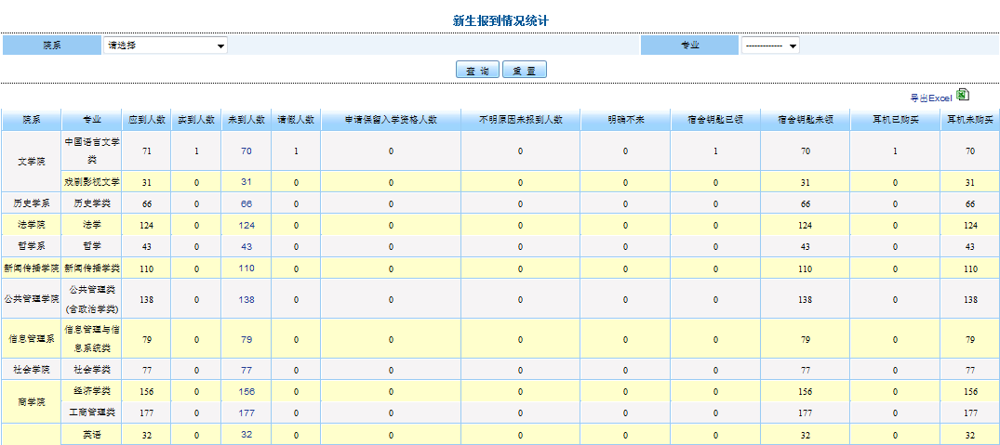 新生报到情况统计
院系 请选择 专业 -------------
查 询 重 置
导出Excel
院系 专业 应到人数 实到人数 未到人数 请假人数 申请保留入学资格人数 不明原因未报到人数 明确不来 宿舍钥匙已领 宿舍钥匙未领 耳机已购买 耳机未购买
文学院 中国语言文学
类 71 1 70 1 0 0 0 1 70 1 70
戏剧影视文学 31 0 31 0 0 0 0 0 31 0 31
历史学系 历史学类 66 0 66 0 0 0 0 0 66 0 66
法学院 法学 124 0 124 0 0 0 0 0 124 0 124
哲学系 哲学 43 0 43 0 0 0 0 0 43 0 43
新闻传播学院 新闻传播学类 110 0 110 0 0 0 0 0 110 0 110
公共管理学院 公共管理类
(含政治学类) 138 0 138 0 0 0 0 0 138 0 138
信息管理系 信息管理与信
息系统类 79 0 79 0 0 0 0 0 79 0 79
社会学院 社会学类 77 0 77 0 0 0 0 0 77 0 77
商学院 经济学类 156 0 156 0 0 0 0 0 156 0 156
工商管理类 177 0 177 0 0 0 0 0 177 0 177
英语 32 0 32 0 0 0 0 0 32 0 32